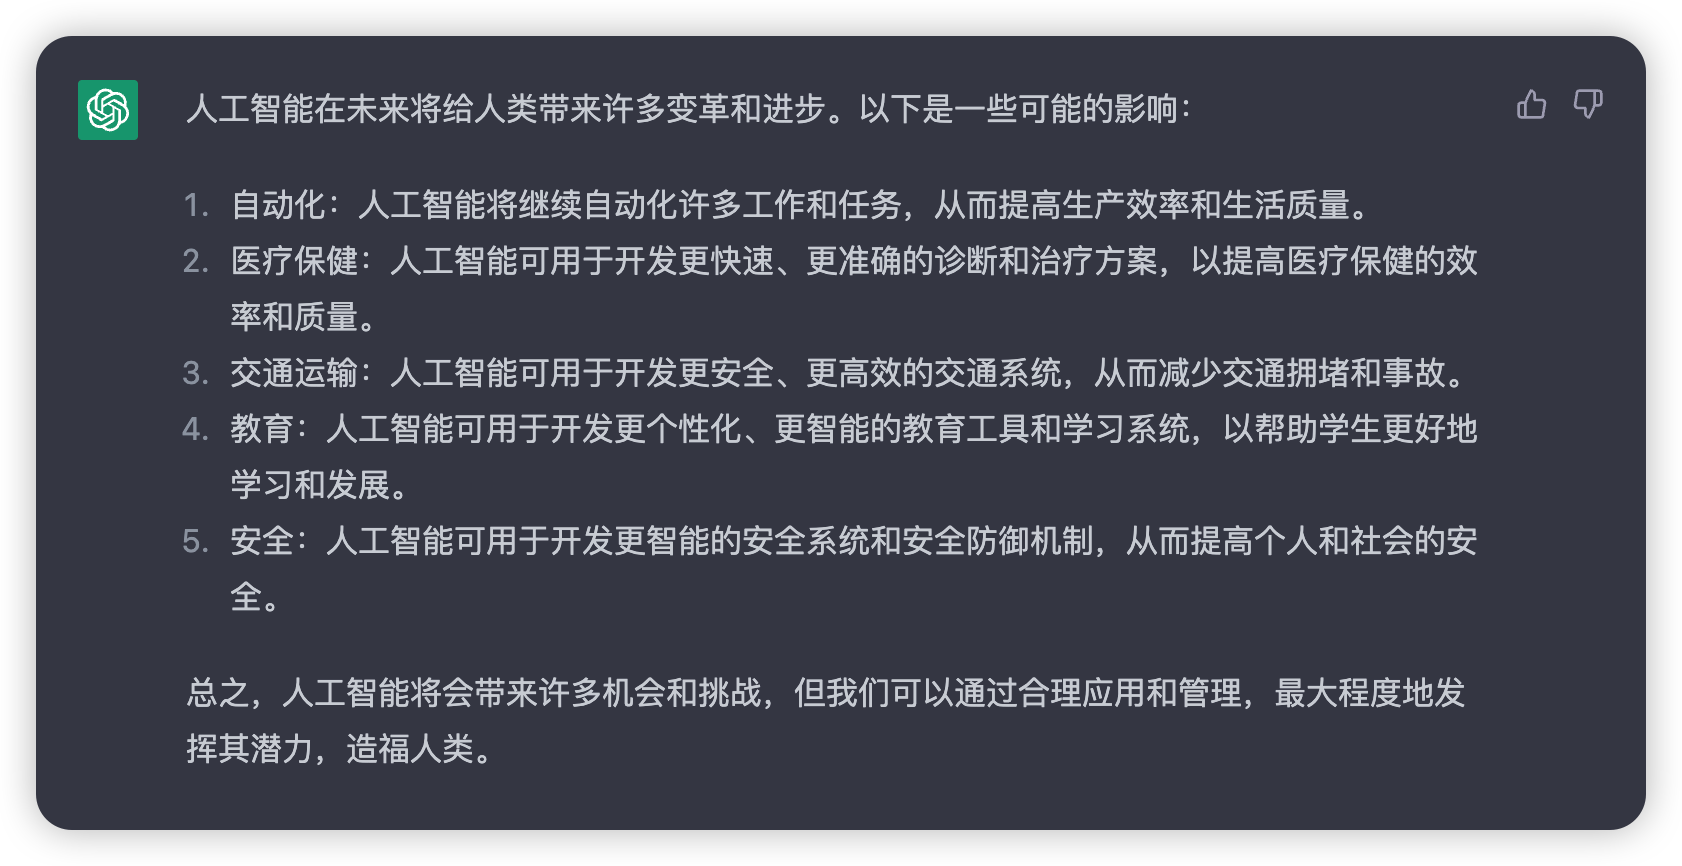 人工智能在未来将给人类带来许多变革和进步。以下是一些可能的影响：
1. 自动化：人工智能将继续自动化许多工作和任务，从而提高生产效率和生活质量。
2. 医疗保健：人工智能可用于开发更快速、更准确的诊断和治疗方案，以提高医疗保健的效
率和质量。
3. 交通运输：人工智能可用于开发更安全、更高效的交通系统，从而减少交通拥堵和事故。
4. 教育：人工智能可用于开发更个性化、更智能的教育工具和学习系统，以帮助学生更好地
学习和发展。
5. 安全：人工智能可用于开发更智能的安全系统和安全防御机制，从而提高个人和社会的安
全。
总之，人工智能将会带来许多机会和挑战，但我们可以通过合理应用和管理，最大程度地发
挥其潜力，造福人类。